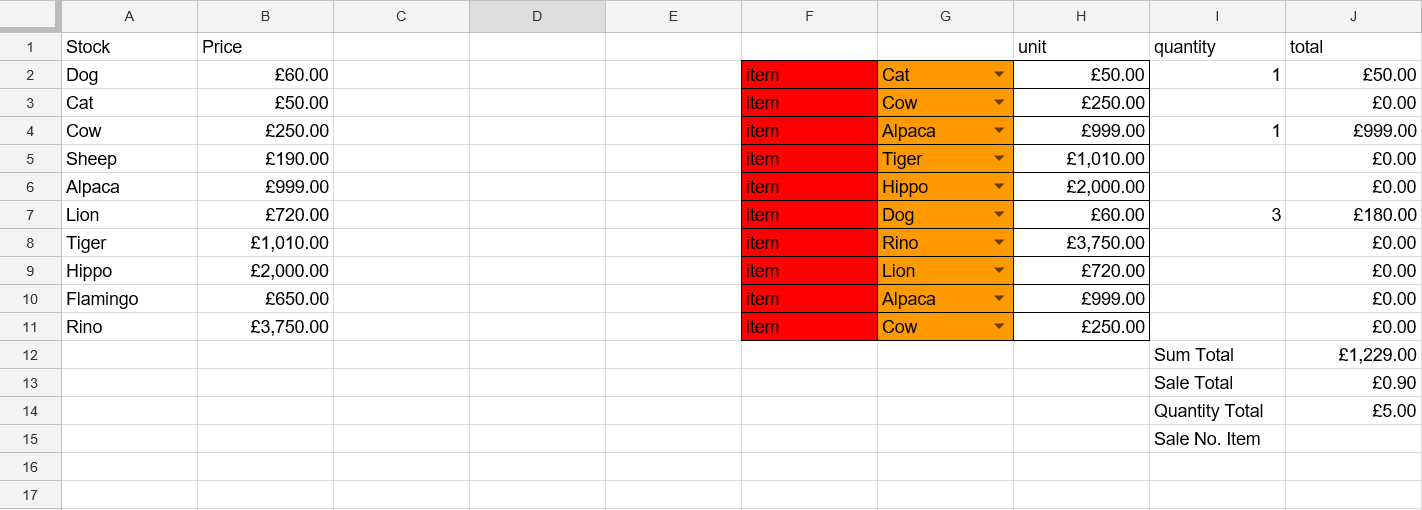 A B C D E F G H I J
1 Stock Price unit quantity total
2 Dog £60.00 item Cat £50.00 1 £50.00
3 Cat £50.00 item Cow £250.00 £0.00
4 Cow £250.00 item Alpaca £999.00 1 £999.00
5 Sheep £190.00 item Tiger £1,010.00 £0.00
6 Alpaca £999.00 item Hippo £2,000.00 £0.00
7 Lion £720.00 item Dog £60.00 3 £180.00
8 Tiger £1,010.00 item Rino £3,750.00 £0.00
9 Hippo £2,000.00 item Lion £720.00 £0.00
10 Flamingo £650.00 item Alpaca £999.00 £0.00
11 Rino £3,750.00 item Cow £250.00 £0.00
12 Sum Total £1,229.00
13 Sale Total £0.90
14 Quantity Total £5.00
15 Sale No. Item
16
17